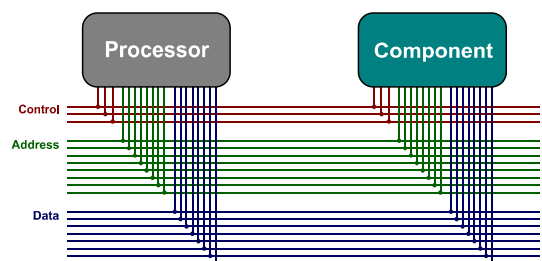 Processor
Component
Control
Address
Data